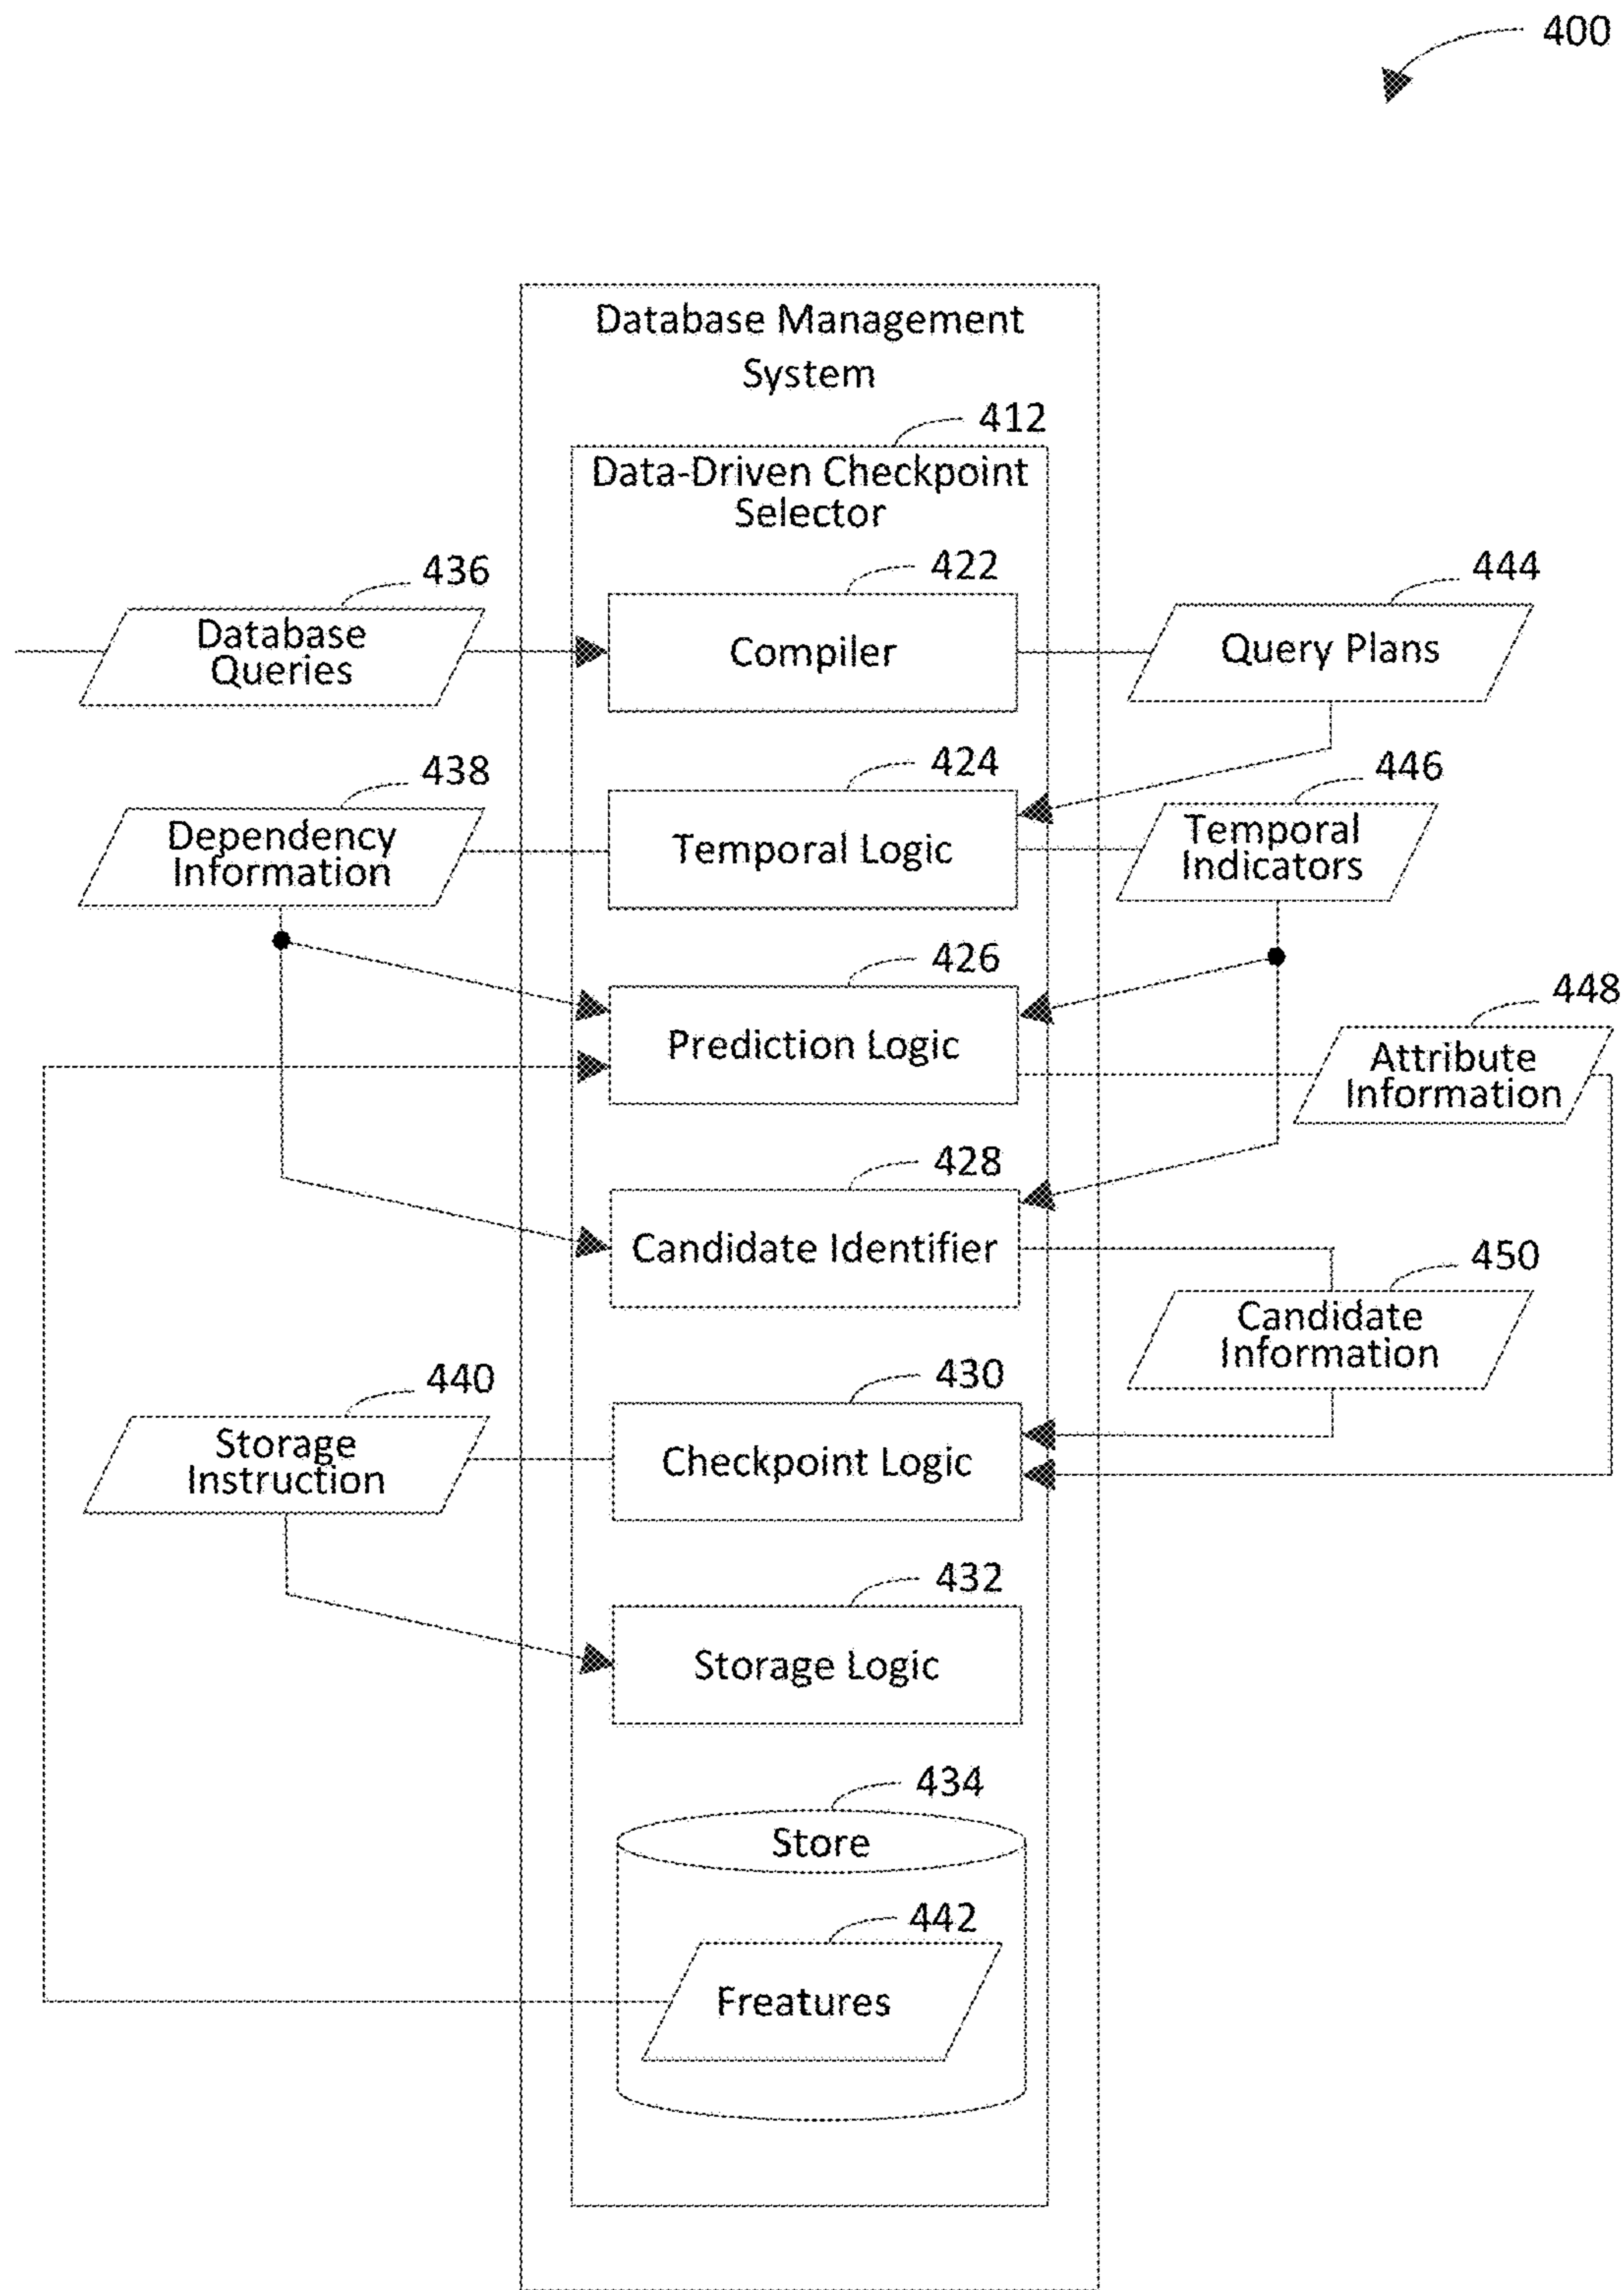 400
Database Management
System
412
Data-Driven Checkpoint
Selector
436
422
444
Database
Queries
Compiler
Query Plans
438
424
446
Dependency
Information
Temporal Logic
Temporal
Indicators
426
448
Prediction Logic
Attribute
Information
428
Candidate Identifier
450
Candidate
Information
440
430
Storage
Instruction
Checkpoint Logic
432
Storage Logic
434
Store
442
Freatures